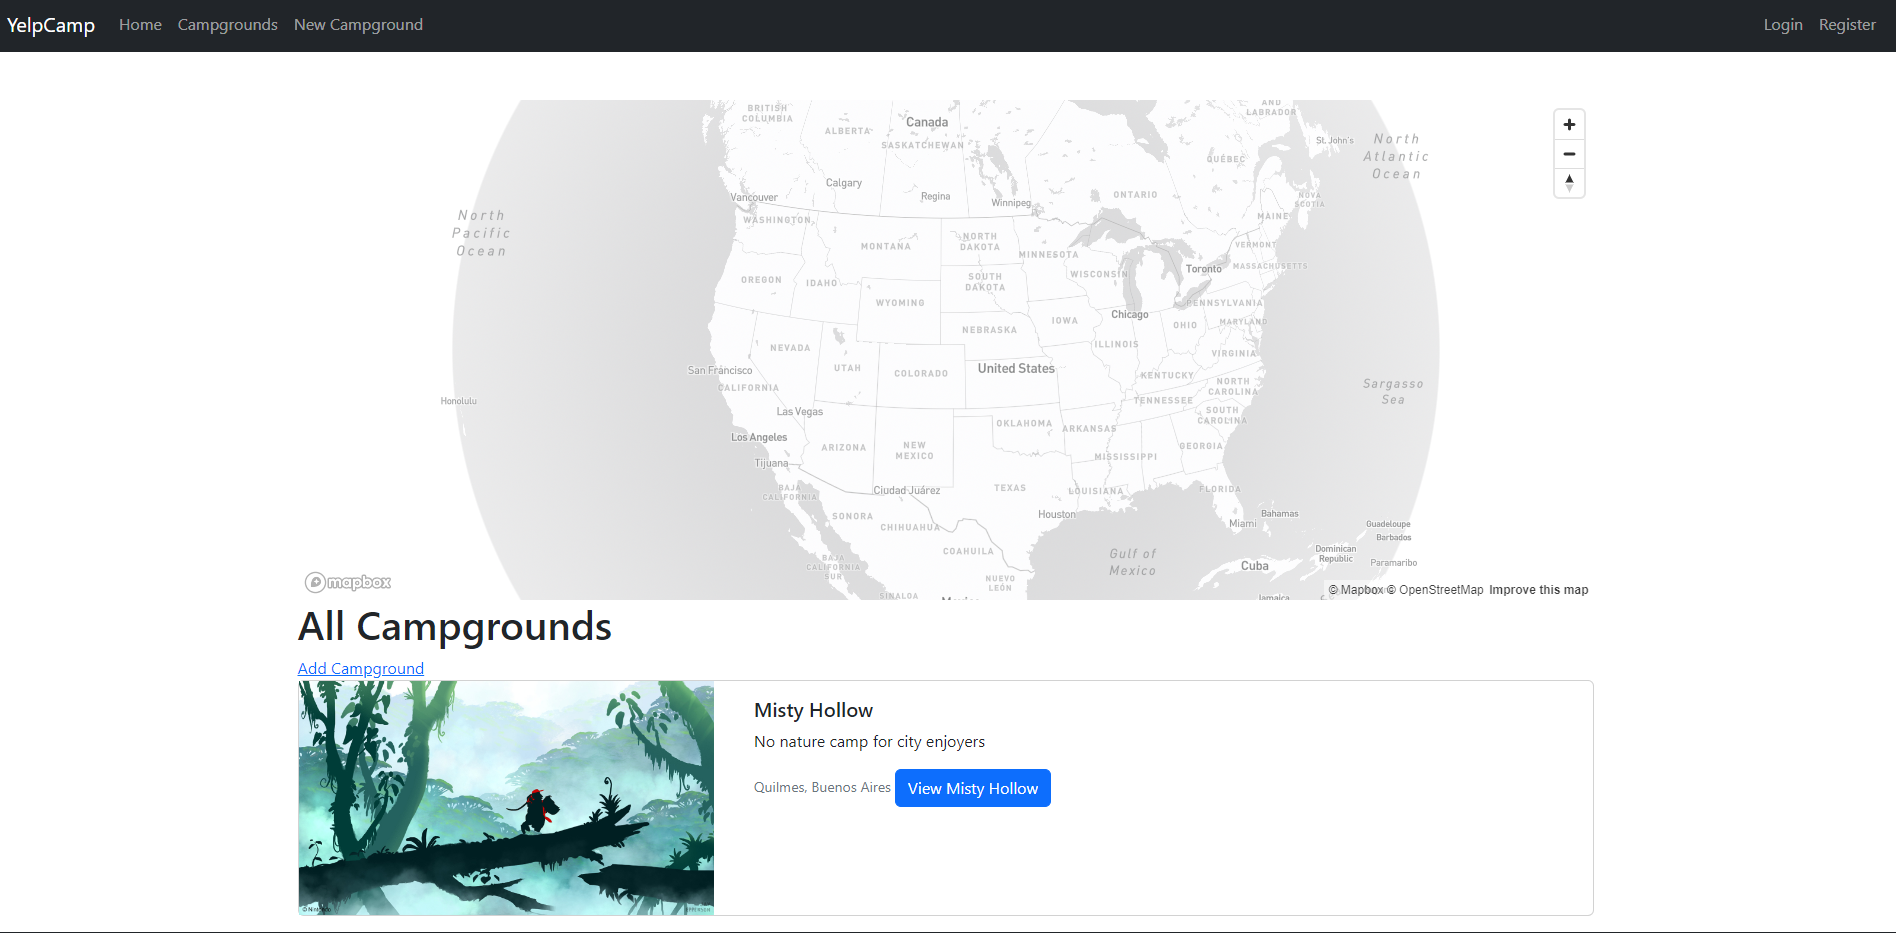 YelpCamp Home Campgrounds New Campground Login Register
BRITISH
COLUMBIA
ALBERTA
Canada
SASKATCHEWAN
AND
LABRADOR
St. John's
North
Atlantic
Ocean
QUÉBEC
Calgary
Regina
Winnipeg
ONTARIO
NOVA
SCOTIA
Vancouver
WASHINGTON
MAINE
North
Pacific
Ocean
MONTANA
NORTH
DAKOTA
MINNESOTA
VERMONT
MASSACHUSETTS
WISCONSIN
Toronto
OREGON
IDAHO
SOUTH
DAKOTA
WYOMING
PENNSYLVANIA
Chicago
IOWA
OHIO
MARYLAND
NEBRASKA
NEVADA
ILLINOIS
VIRGINIA
San Francisco
UTAH
COLORADO
United States
KENTUCKY
CALIFORNIA
NORTH
CAROLINA
Sargasso
Sea
Honolulu
Las Vegas
TENNESSEE
SOUTH
CAROLINA
OKLAHOMA
ARKANSAS
Los Angeles
ARIZONA
NEW
MEXICO
GEORGIA
MISSISSIPPI
Tijuana
BAJA
CALIFORNIA
Ciudad Juárez
TEXAS
LOUISIANA
FLORIDA
SONORA
CHIHUAHUA
Houston
Miami
Bahamas
Guadeloupe
Barbados
COAHUILA
Gulf of
Mexico
Dominican
Republic
Paramaribo
BAJA
CALIFORNIA
SUR
Cuba
NUEVO
LEÓN
SINALOA
Mexico
Jamaica
mapbox
© Mapbox © OpenStreetMap Improve this map
All Campgrounds
Add Campground
Misty Hollow
No nature camp for city enjoyers
Quilmes, Buenos Aires View Misty Hollow
© Nintendo